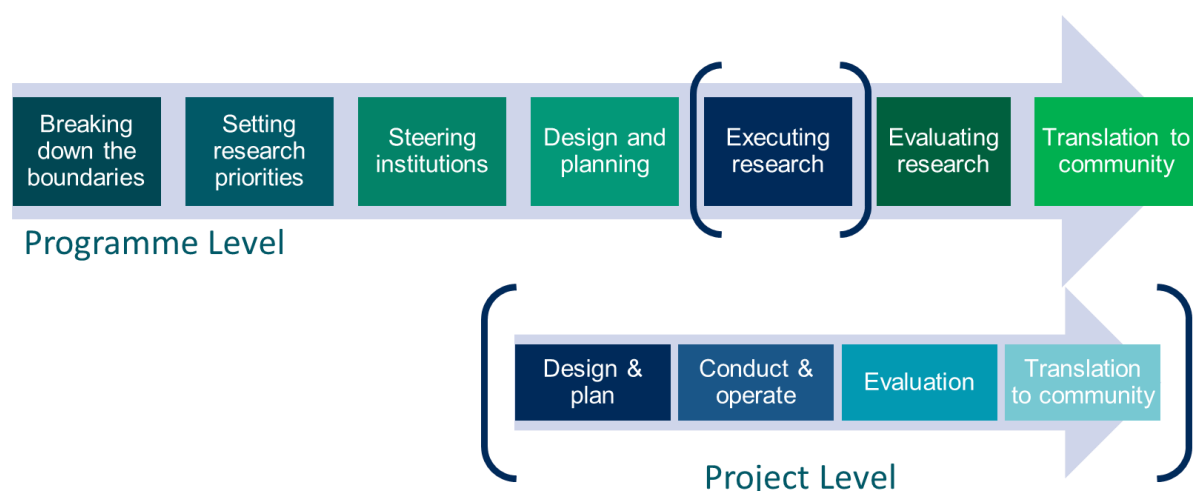 Breaking
down the
boundaries
Setting
research
priorities
Steering
institutions
Design and
planning
Executing
research
Evaluating
research
Translation to
community
Programme Level
Design &
plan
Conduct &
operate
Evaluation
Translation
to community
Project Level